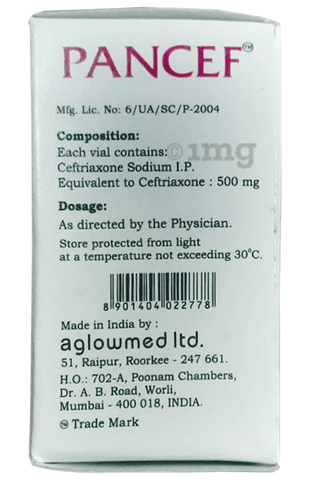 PANCEF™
Mfg. Lic. No: 6/UA/SC/P-2004
Composition:
Each vial contains:
1mg
Ceftriaxone Sodium I.P.
Equivalent to Ceftriaxone : 500 mg
Dosage:
As directed by the Physician.
Store protected from light
at a temperature not exceeding 30°C.
8 901404 022778
Made in India by :
aglowmed ltd.
51, Raipur, Roorkee - 247 661.
H.O.: 702-A, Poonam Chambers,
Dr. A. B. Road, Worli,
Mumbai - 400 018, INDIA.
™ Trade Mark